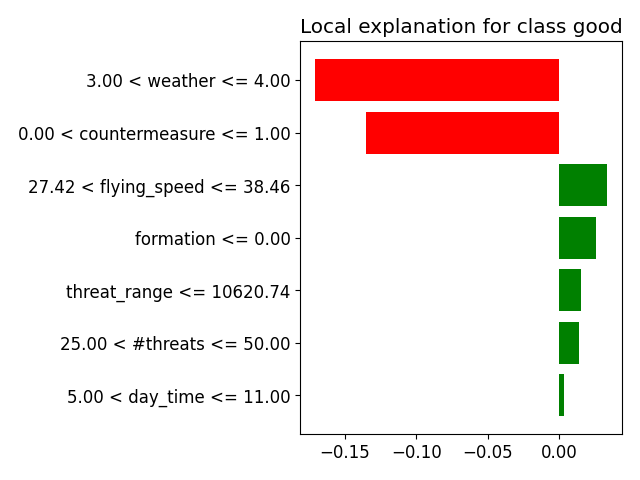 Local explanation for class good
3.00 < weather <= 4.00
0.00 < countermeasure <= 1.00
27.42 < flying_speed <= 38.46
formation <= 0.00
threat_range <= 10620.74
25.00 < #threats <= 50.00
5.00 < day_time <= 11.00
−0.15 −0.10 −0.05 0.00